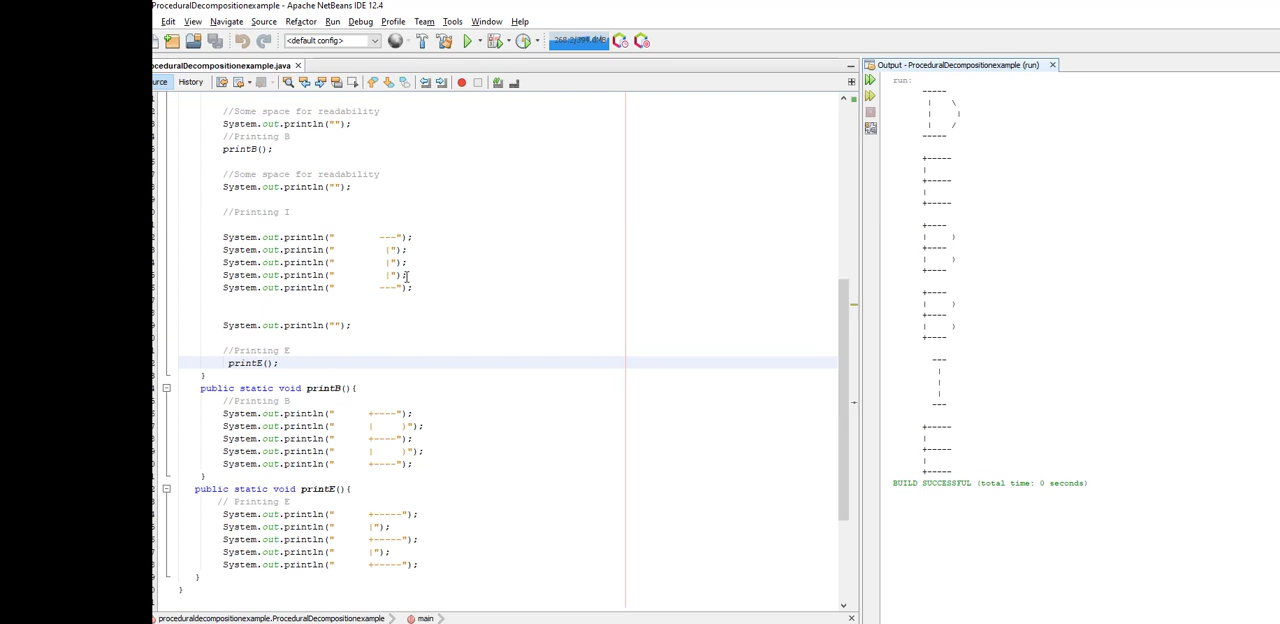 ProceduralDecompositionexample - Apache NetBeans IDE 12.4
Edit View Navigate Source Refactor Run Debug Profile Team Tools Window Help
<default config>
oceduralDecompositionexample.java
Output - ProceduralDecompositionexample (run)
ource History
//Some space for readability
System.out.println("");
//Printing B
printB();
//Some space for readability
System.out.println("");
//Printing I
System.out.println("        ---");
System.out.println("         |");
System.out.println("         |");
System.out.println("         |");
System.out.println("        ---");
System.out.println("");
//Printing E
printE();
}
public static void printB(){
//Printing B
System.out.println("      +----");
System.out.println("      |     )");
System.out.println("      +----");
System.out.println("      |     )");
System.out.println("      +----");
}
public static void printE(){
// Printing E
System.out.println("      +-----");
System.out.println("      |");
System.out.println("      +-----");
System.out.println("      |");
System.out.println("      +-----");
}
}
run:
-----
 |    \
 |     |
 |    /
-----
+-----
|
+-----
|
+-----
+----
|     )
+----
|     )
+----
+----
|     )
+----
|     )
+----
---
|
|
|
---
+-----
|
+-----
|
+-----
BUILD SUCCESSFUL (total time: 0 seconds)
proceduraldecompositionexample.ProceduralDecompositionexample
main